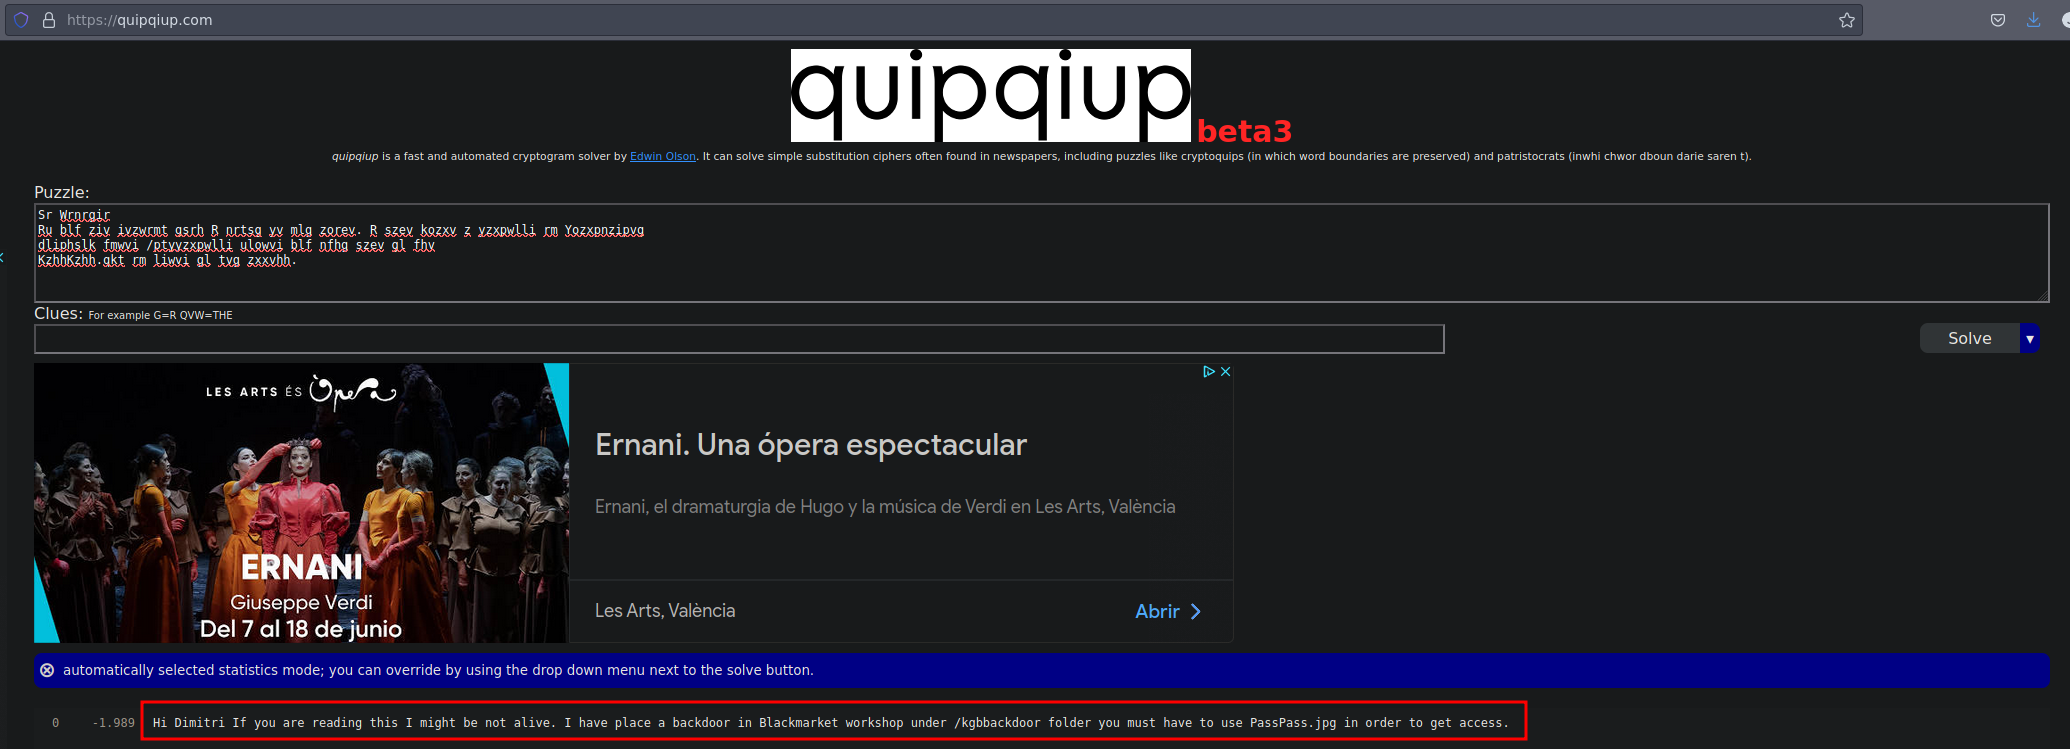 https://quipqiup.com
quipqiup beta3
quipqiup is a fast and automated cryptogram solver by Edwin Olson. It can solve simple substitution ciphers often found in newspapers, including puzzles like cryptoquips (in which word boundaries are preserved) and patristocrats (inwhi chwor dboun darie saren t).
Puzzle:
Sr Wrnrgir
Ru blf ziv ivzwrmt gsrh R nrtsg yv mlg zorev. R szev kozxv z yzxpwlli rm Yozxpnzipvg
dliphslk fmwvi /ptyyzxpwlli ulowvi blf nfhg szev gl fhv
KzhhKzhh.qkt rm liwvi gl tvg zxxvhh.
Clues: For example G=R QVW=THE
Solve
LES ARTS ÉS Òpera
ERNANI
Giuseppe Verdi
Del 7 al 18 de junio
Ernani. Una ópera espectacular
Ernani, el dramaturgia de Hugo y la música de Verdi en Les Arts, València
Les Arts, València
Abrir
automatically selected statistics mode; you can override by using the drop down menu next to the solve button.
0 -1.989 Hi Dimitri If you are reading this I might be not alive. I have place a backdoor in Blackmarket workshop under /kgbbackdoor folder you must have to use PassPass.jpg in order to get access.